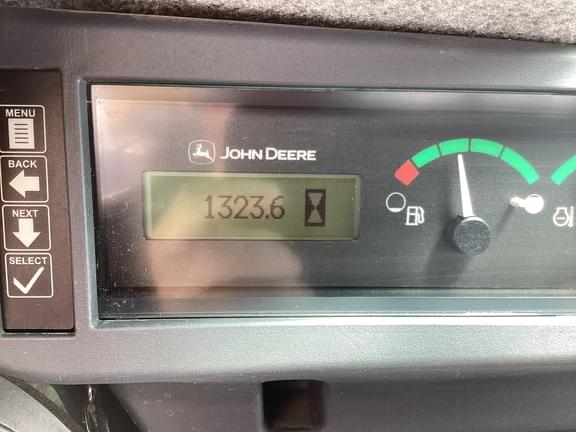 MENU
BACK
NEXT
SELECT
JOHN DEERE
1323.6